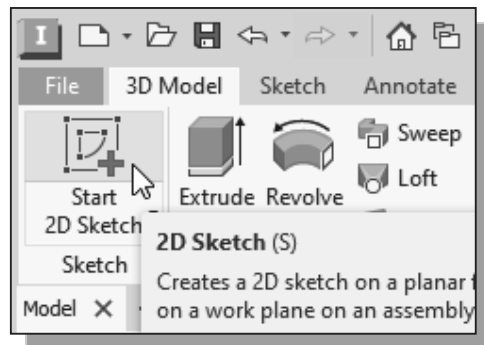 I
File 3D Model Sketch Annotate
Start 2D Sketch
Extrude
Revolve
Sweep
Loft
Sketch
2D Sketch (S)
Creates a 2D sketch on a planar
on a work plane on an assembly
Model